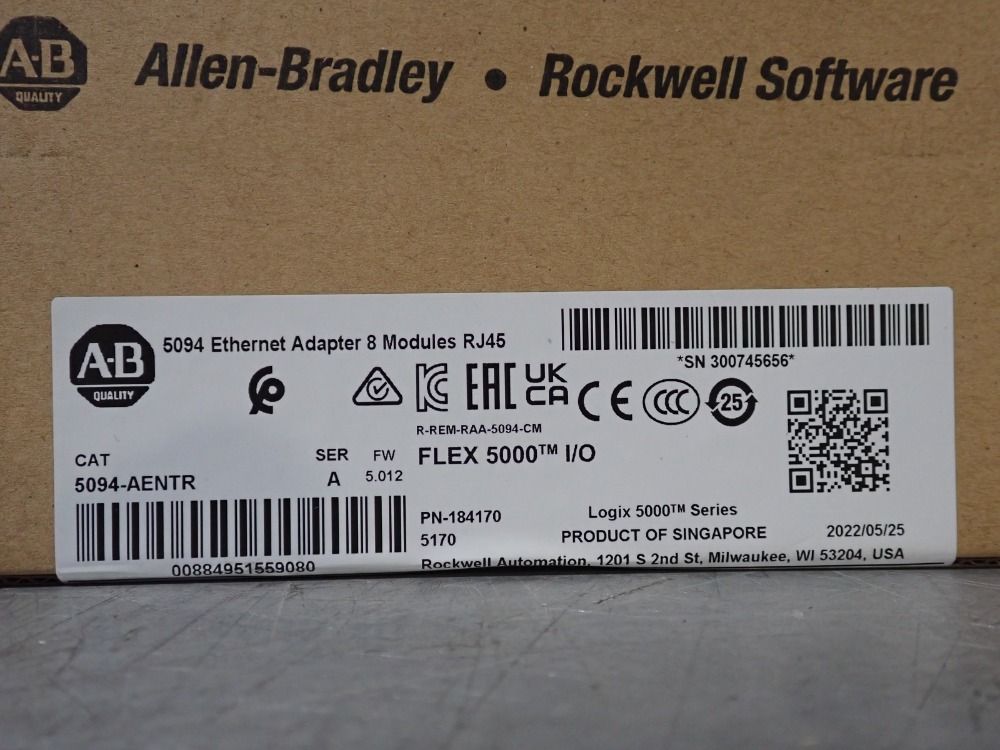 A-B
QUALITY
Allen-Bradley • Rockwell Software
A-B
QUALITY
5094 Ethernet Adapter 8 Modules RJ45
*SN 300745656*
EAC
UK
CA
CE
CCC
25
R-REM-RAA-5094-CM
CAT
5094-AENTR
SER
A
FW
5.012
FLEX 5000™ I/O
00884951559080
PN-184170
5170
Logix 5000™ Series
PRODUCT OF SINGAPORE
2022/05/25
Rockwell Automation, 1201 S 2nd St, Milwaukee, WI 53204, USA